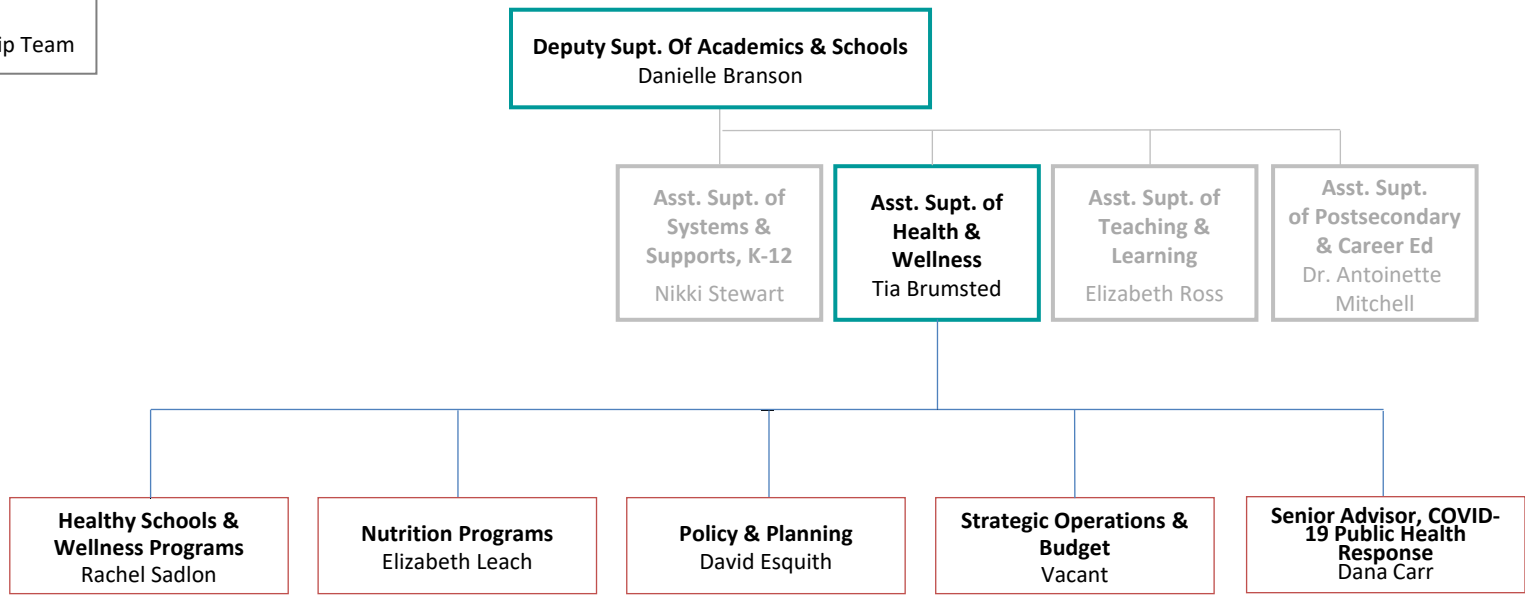 Team
Deputy Supt. Of Academics & Schools
Danielle Branson
Asst. Supt. of
Systems &
Supports, K-12
Nikki Stewart
Asst. Supt. of
Health &
Wellness
Tia Brumsted
Asst. Supt. of
Teaching &
Learning
Elizabeth Ross
Asst. Supt.
of Postsecondary
& Career Ed
Dr. Antoinette
Mitchell
Healthy Schools &
Wellness Programs
Rachel Sadlon
Nutrition Programs
Elizabeth Leach
Policy & Planning
David Esquith
Strategic Operations &
Budget
Vacant
Senior Advisor, COVID-
19 Public Health
Response
Dana Carr